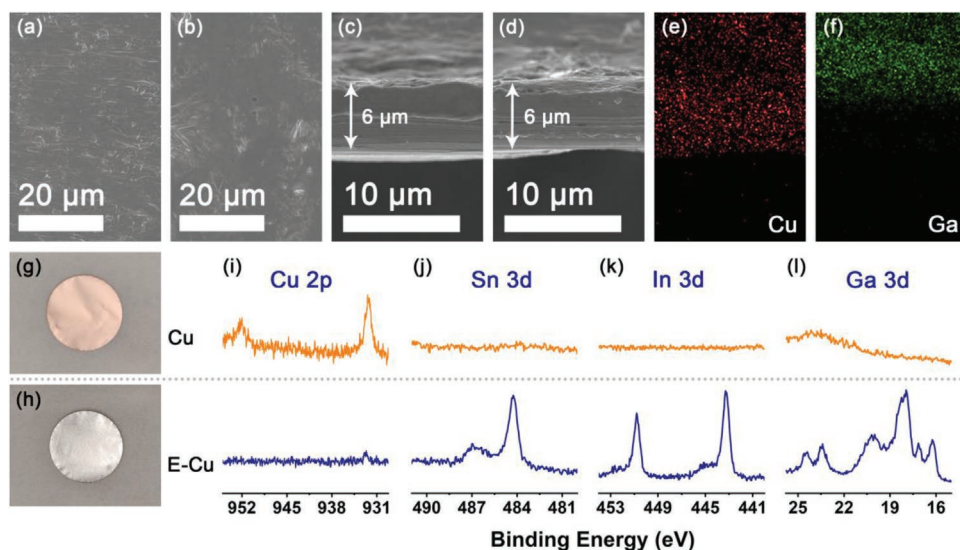 (a)
(b)
(c)
(d)
(e)
(f)
6 µm
6 µm
20 µm
20 µm
10 µm
10 µm
Cu
Ga
(g)
(i)
Cu 2p
(j)
Sn 3d
(k)
In 3d
(l)
Ga 3d
Cu
(h)
E-Cu
952 945 938 931
490 487 484 481
453 449 445 441
25 22 19 16
Binding Energy (eV)